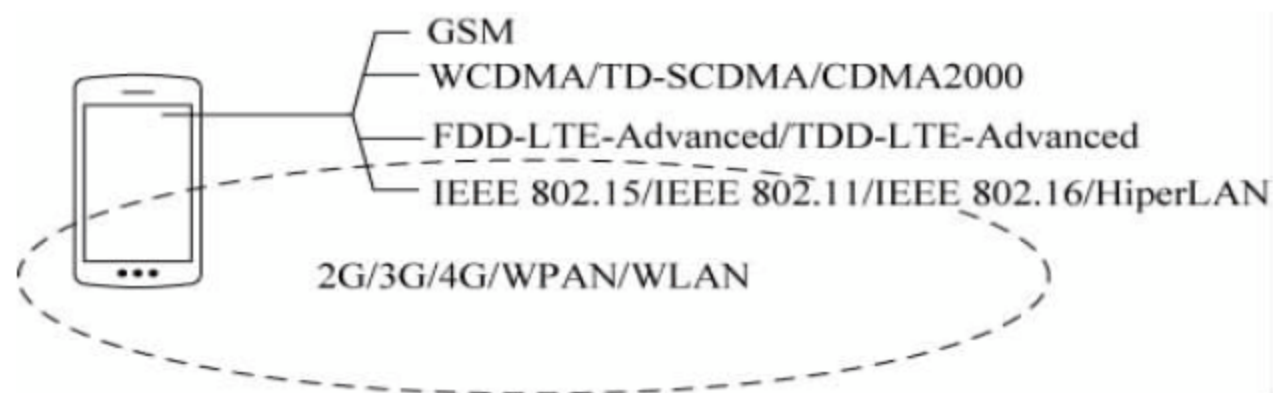 GSM
WCDMA/TD-SCDMA/CDMA2000
FDD-LTE-Advanced/TDD-LTE-Advanced
IEEE 802.15/IEEE 802.11/IEEE 802.16/HiperLAN
2G/3G/4G/WPAN/WLAN